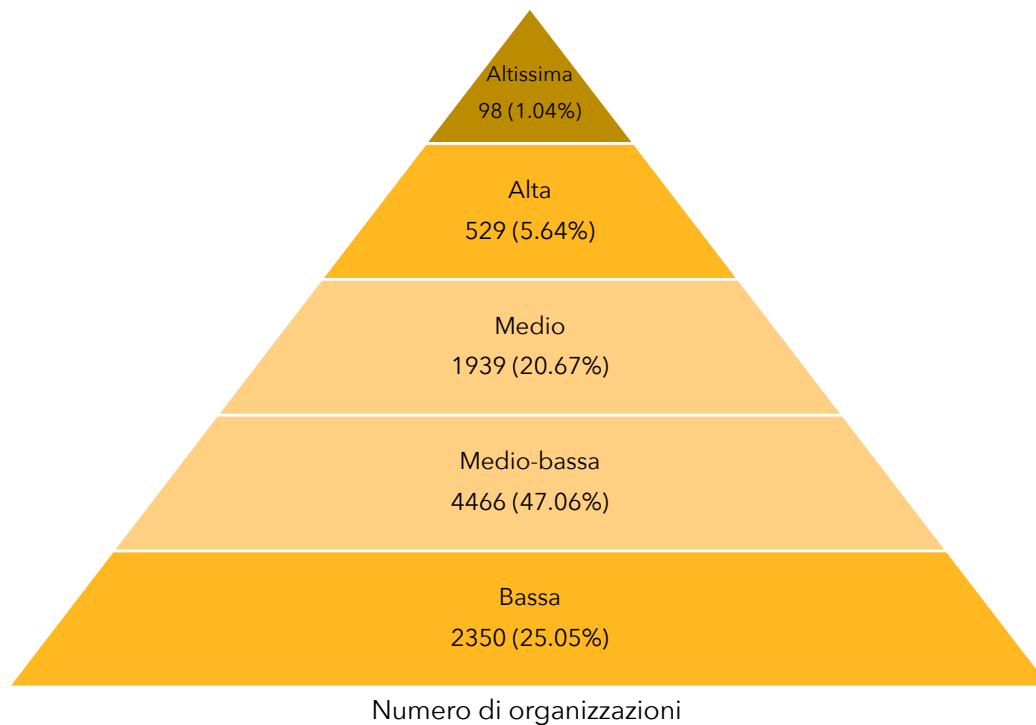 Altissima
98 (1.04%)
Alta
529 (5.64%)
Medio
1939 (20.67%)
Medio-bassa
4466 (47.06%)
Bassa
2350 (25.05%)
Numero di organizzazioni